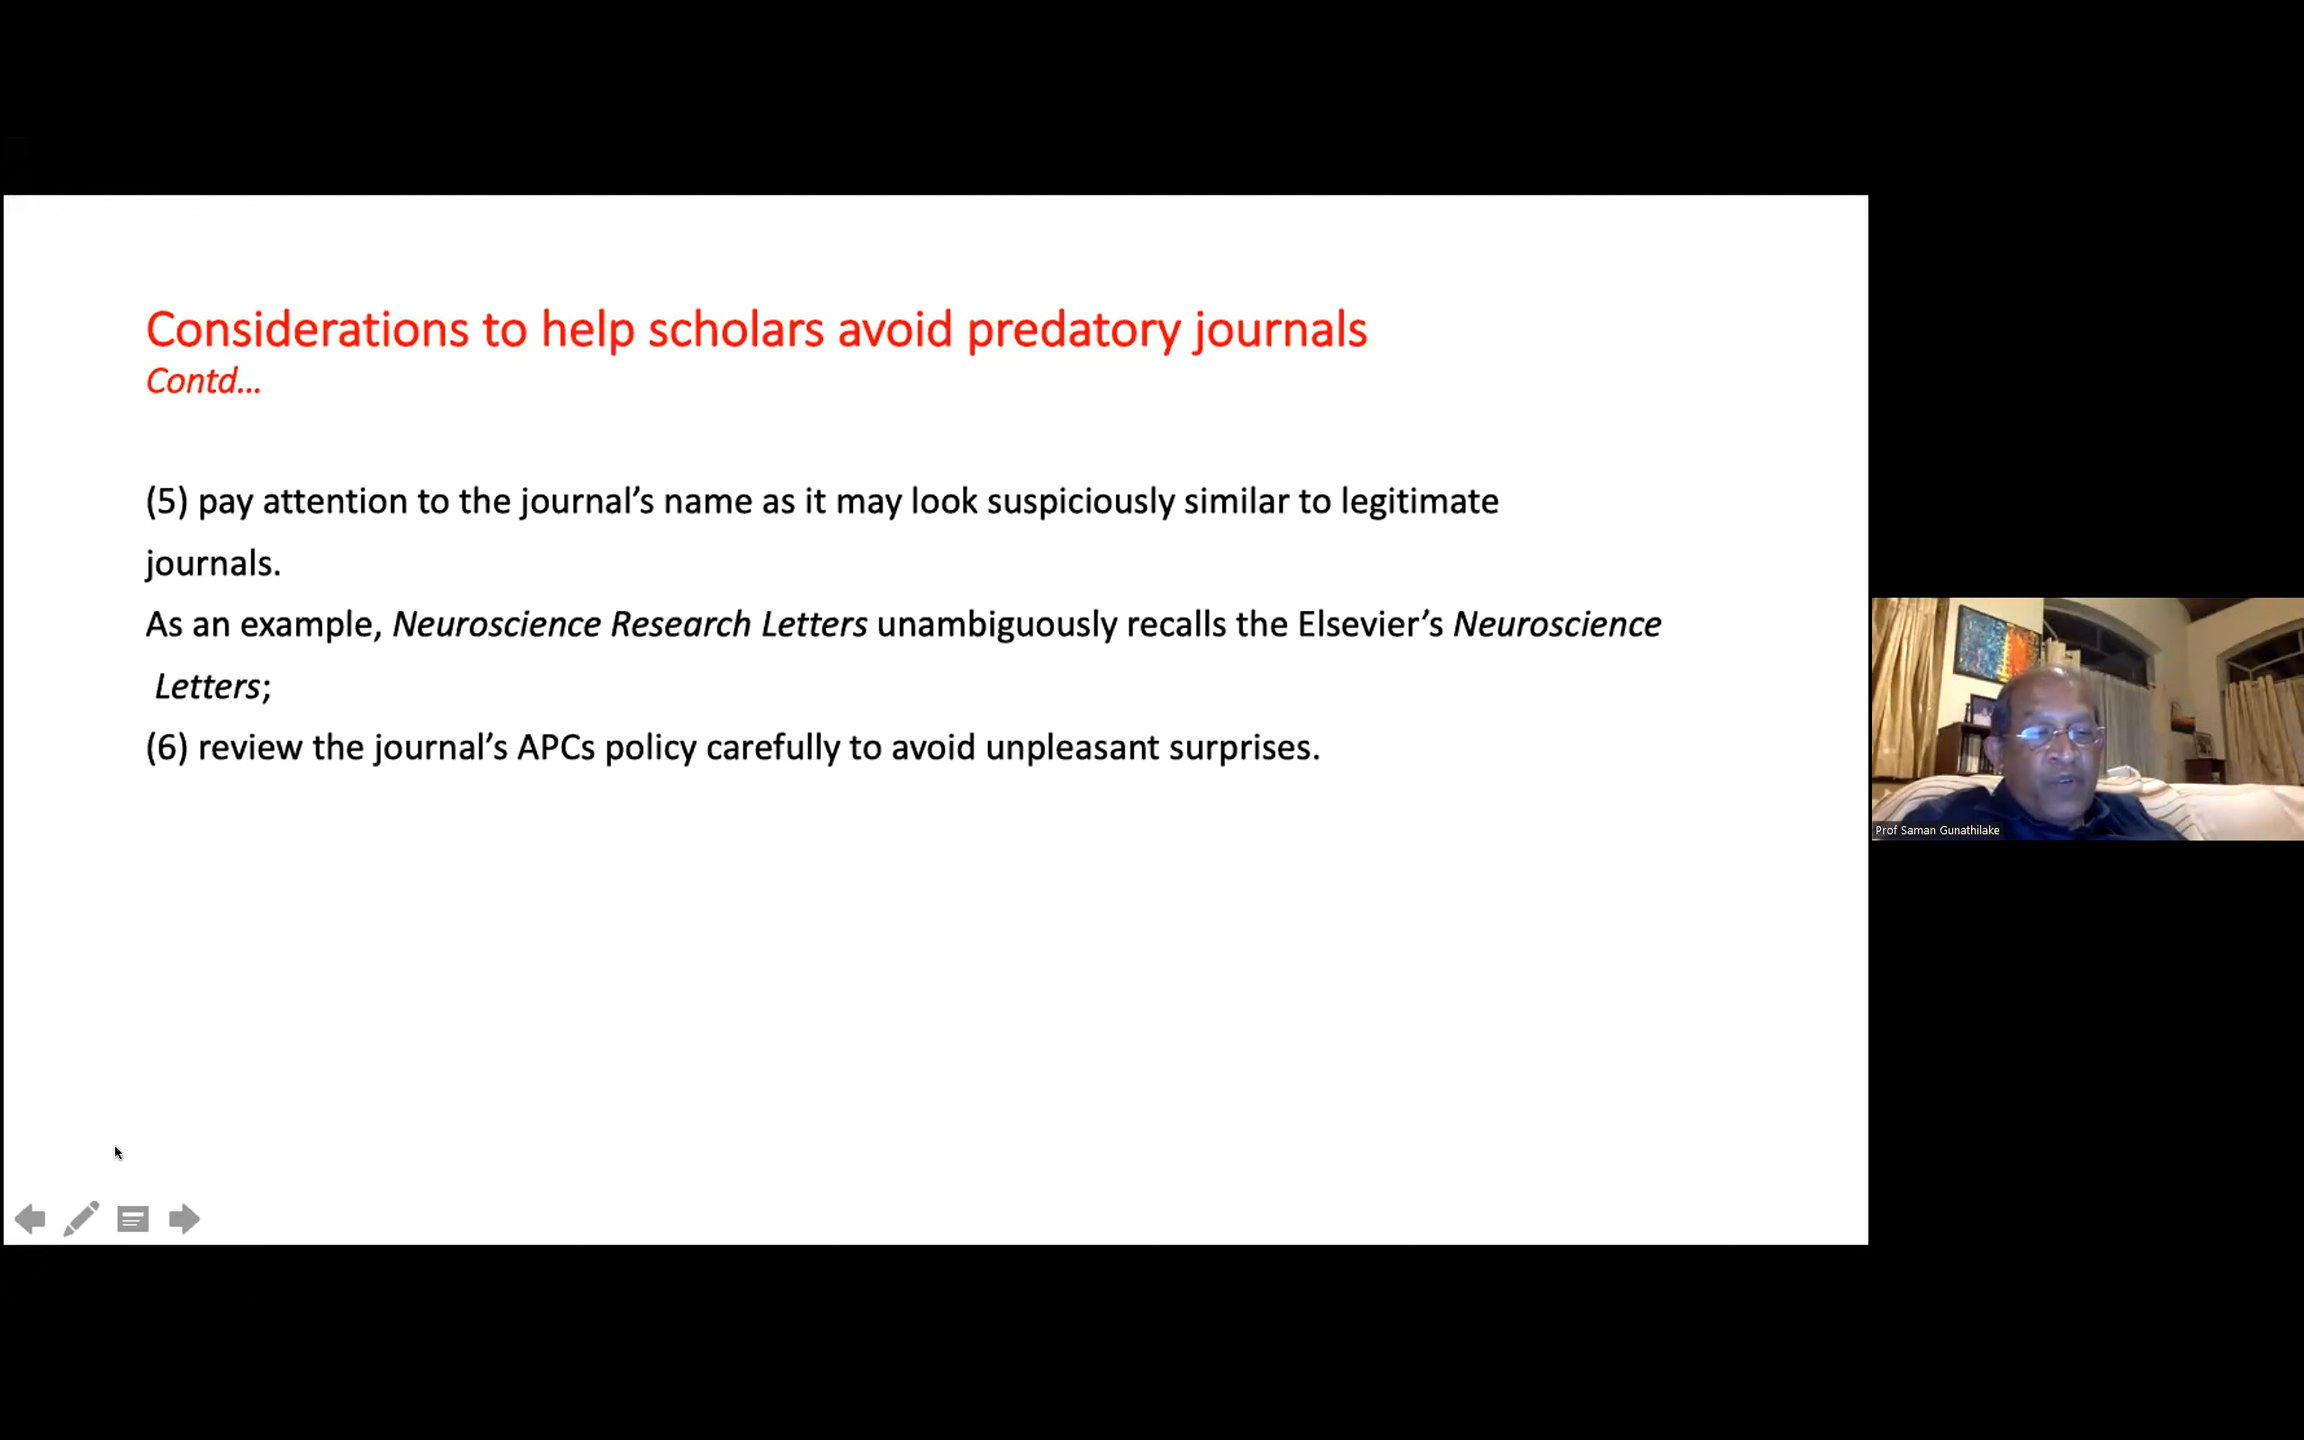 Considerations to help scholars avoid predatory journals
Contd...
(5) pay attention to the journal’s name as it may look suspiciously similar to legitimate
journals.
As an example, Neuroscience Research Letters unambiguously recalls the Elsevier’s Neuroscience
Letters;
(6) review the journal’s APCs policy carefully to avoid unpleasant surprises.
Prof Saman Gunathilake